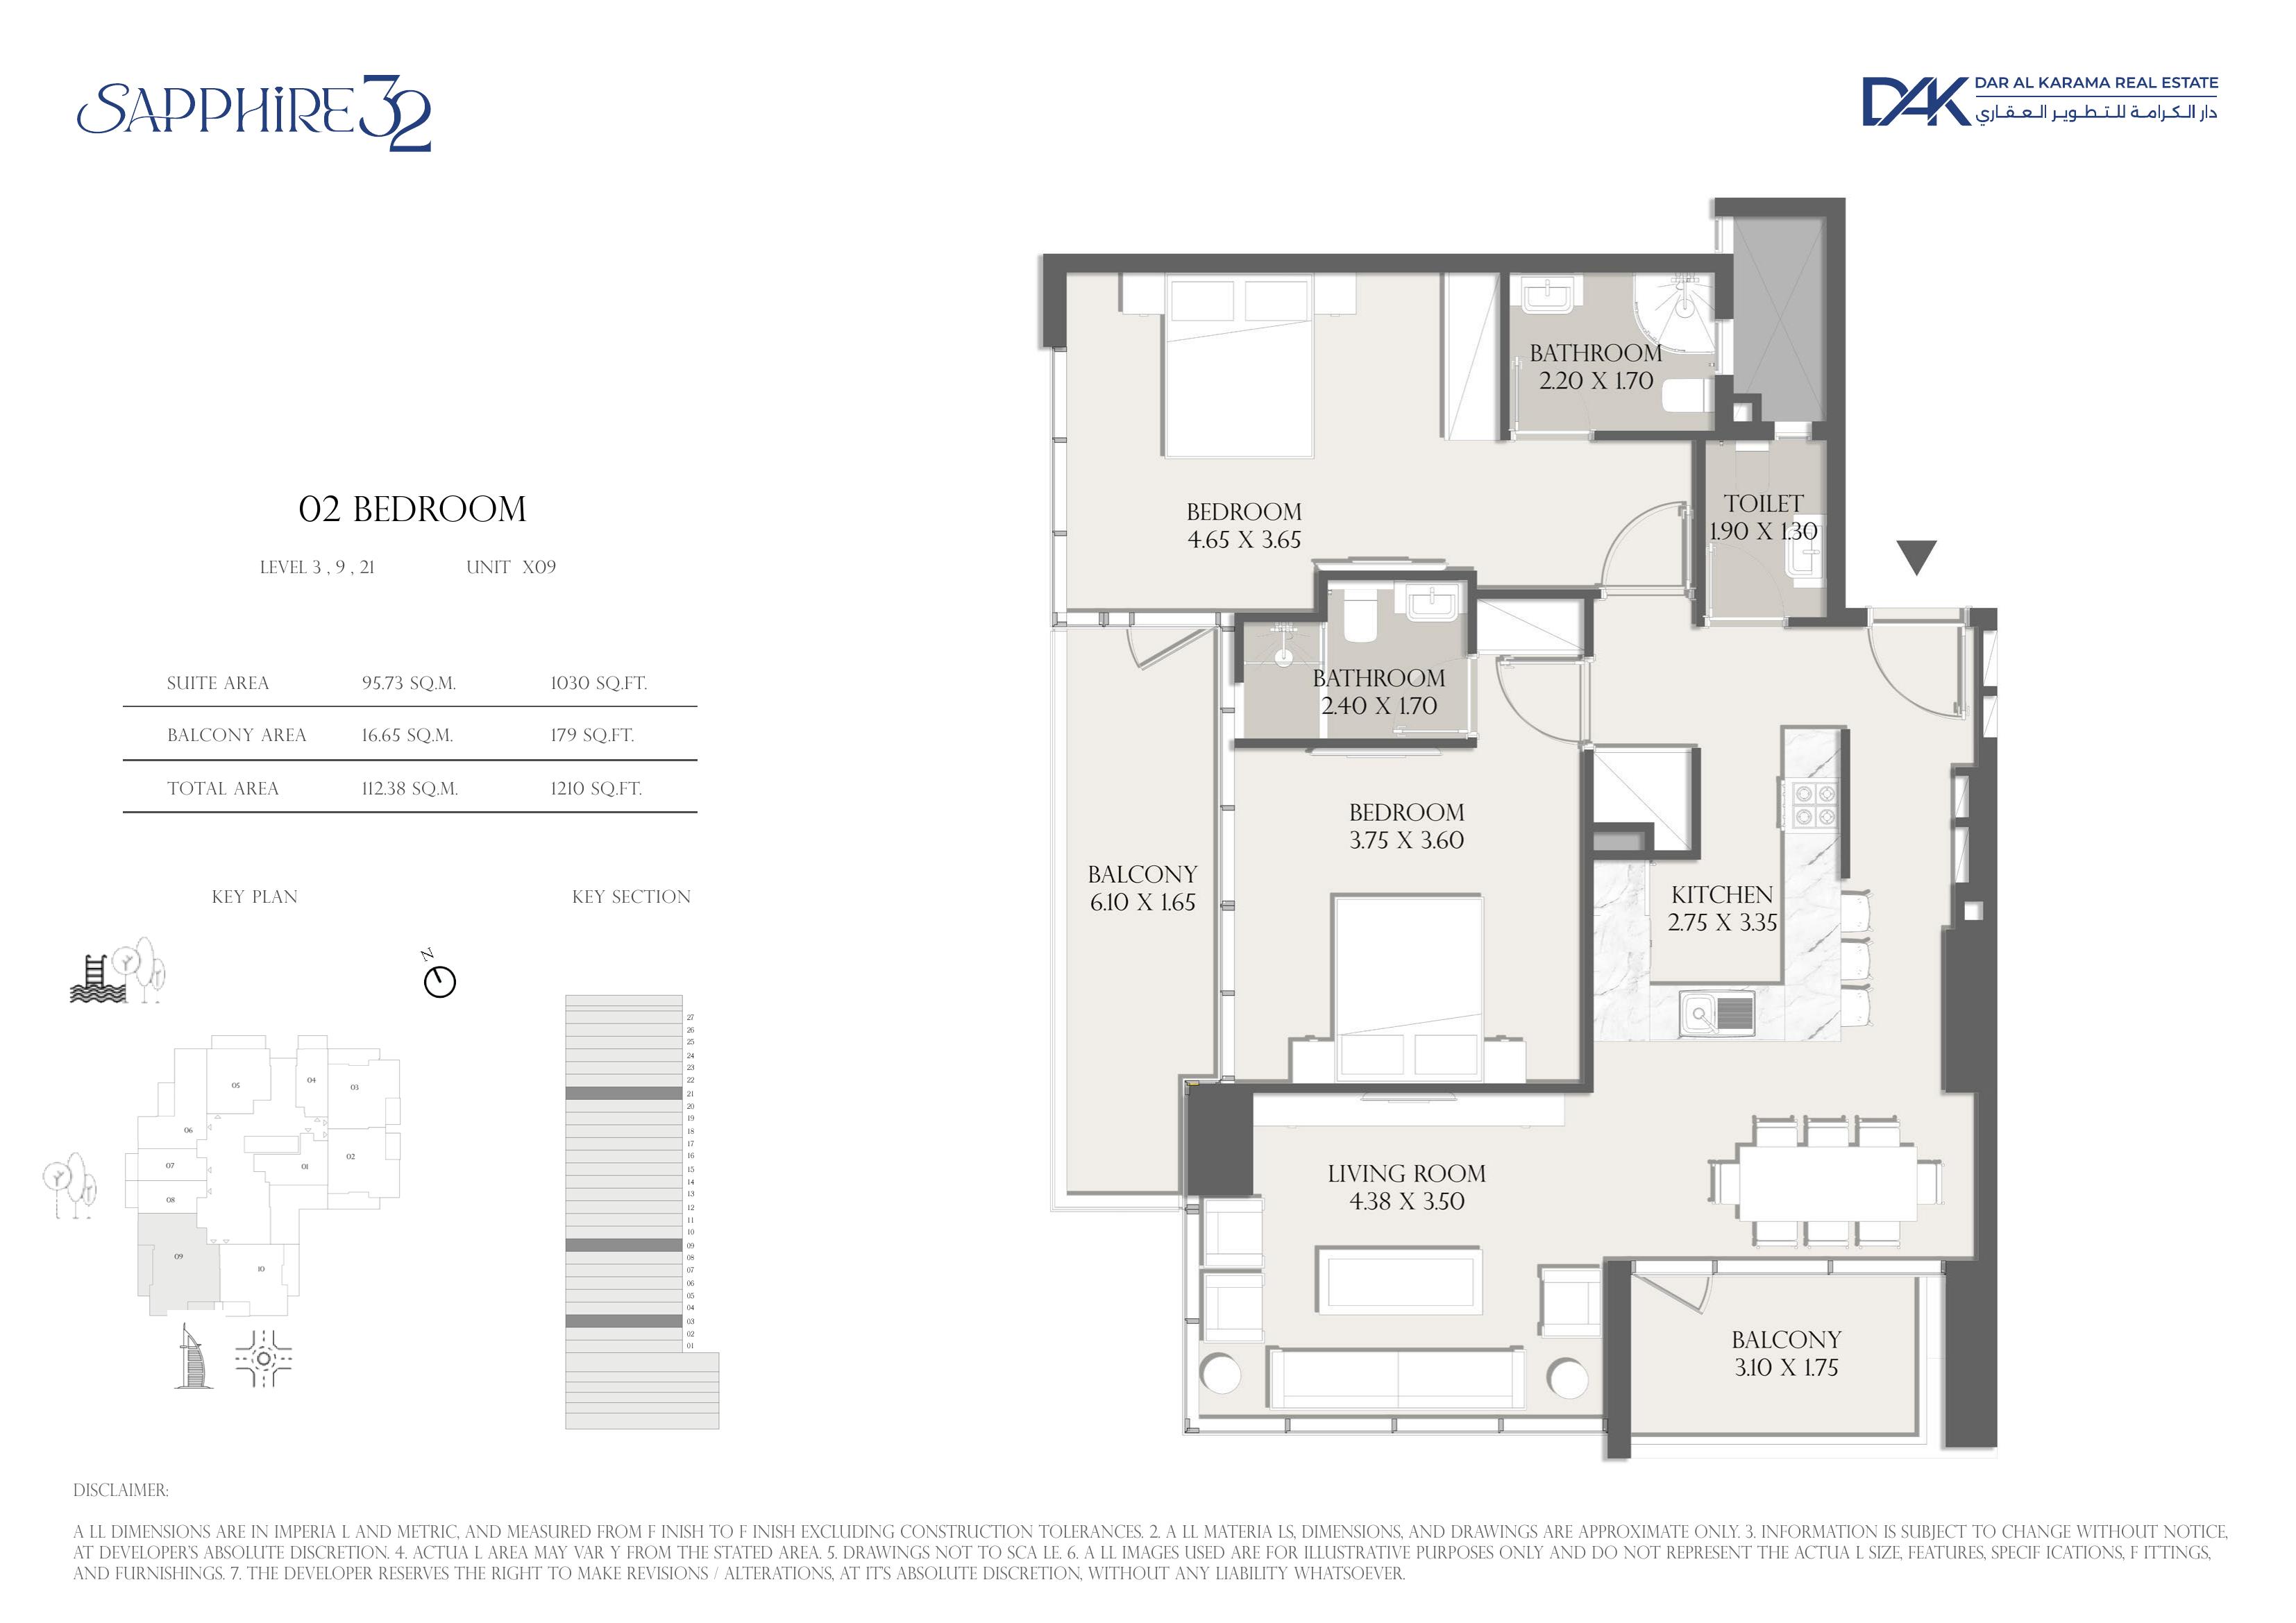 SAPPHIRE 32
DAK DAR AL KARAMA REAL ESTATE
دار الكرامة للتطوير العقاري
02 BEDROOM
LEVEL 3 , 9 , 21 UNIT X09
SUITE AREA 95.73 SQ.M. 1030 SQ.FT.
BALCONY AREA 16.65 SQ.M. 179 SQ.FT.
TOTAL AREA 112.38 SQ.M. 1210 SQ.FT.
KEY PLAN
KEY SECTION
N
05
04
03
06
02
01
07
08
09
10
27
26
25
24
23
22
21
20
19
18
17
16
15
14
13
12
11
10
09
08
07
06
05
04
03
02
01
BATHROOM
2.20 X 1.70
BEDROOM
4.65 X 3.65
TOILET
1.90 X 1.30
BATHROOM
2.40 X 1.70
BEDROOM
3.75 X 3.60
BALCONY
6.10 X 1.65
KITCHEN
2.75 X 3.35
LIVING ROOM
4.38 X 3.50
BALCONY
3.10 X 1.75
DISCLAIMER:
A LL DIMENSIONS ARE IN IMPERIA L AND METRIC, AND MEASURED FROM F INISH TO F INISH EXCLUDING CONSTRUCTION TOLERANCES. 2. A LL MATERIA LS, DIMENSIONS, AND DRAWINGS ARE APPROXIMATE ONLY. 3. INFORMATION IS SUBJECT TO CHANGE WITHOUT NOTICE,
AT DEVELOPER'S ABSOLUTE DISCRETION. 4. ACTUA L AREA MAY VAR Y FROM THE STATED AREA. 5. DRAWINGS NOT TO SCA LE. 6. A LL IMAGES USED ARE FOR ILLUSTRATIVE PURPOSES ONLY AND DO NOT REPRESENT THE ACTUA L SIZE, FEATURES, SPECIF ICATIONS, F ITTINGS,
AND FURNISHINGS. 7. THE DEVELOPER RESERVES THE RIGHT TO MAKE REVISIONS / ALTERATIONS, AT IT'S ABSOLUTE DISCRETION, WITHOUT ANY LIABILITY WHATSOEVER.